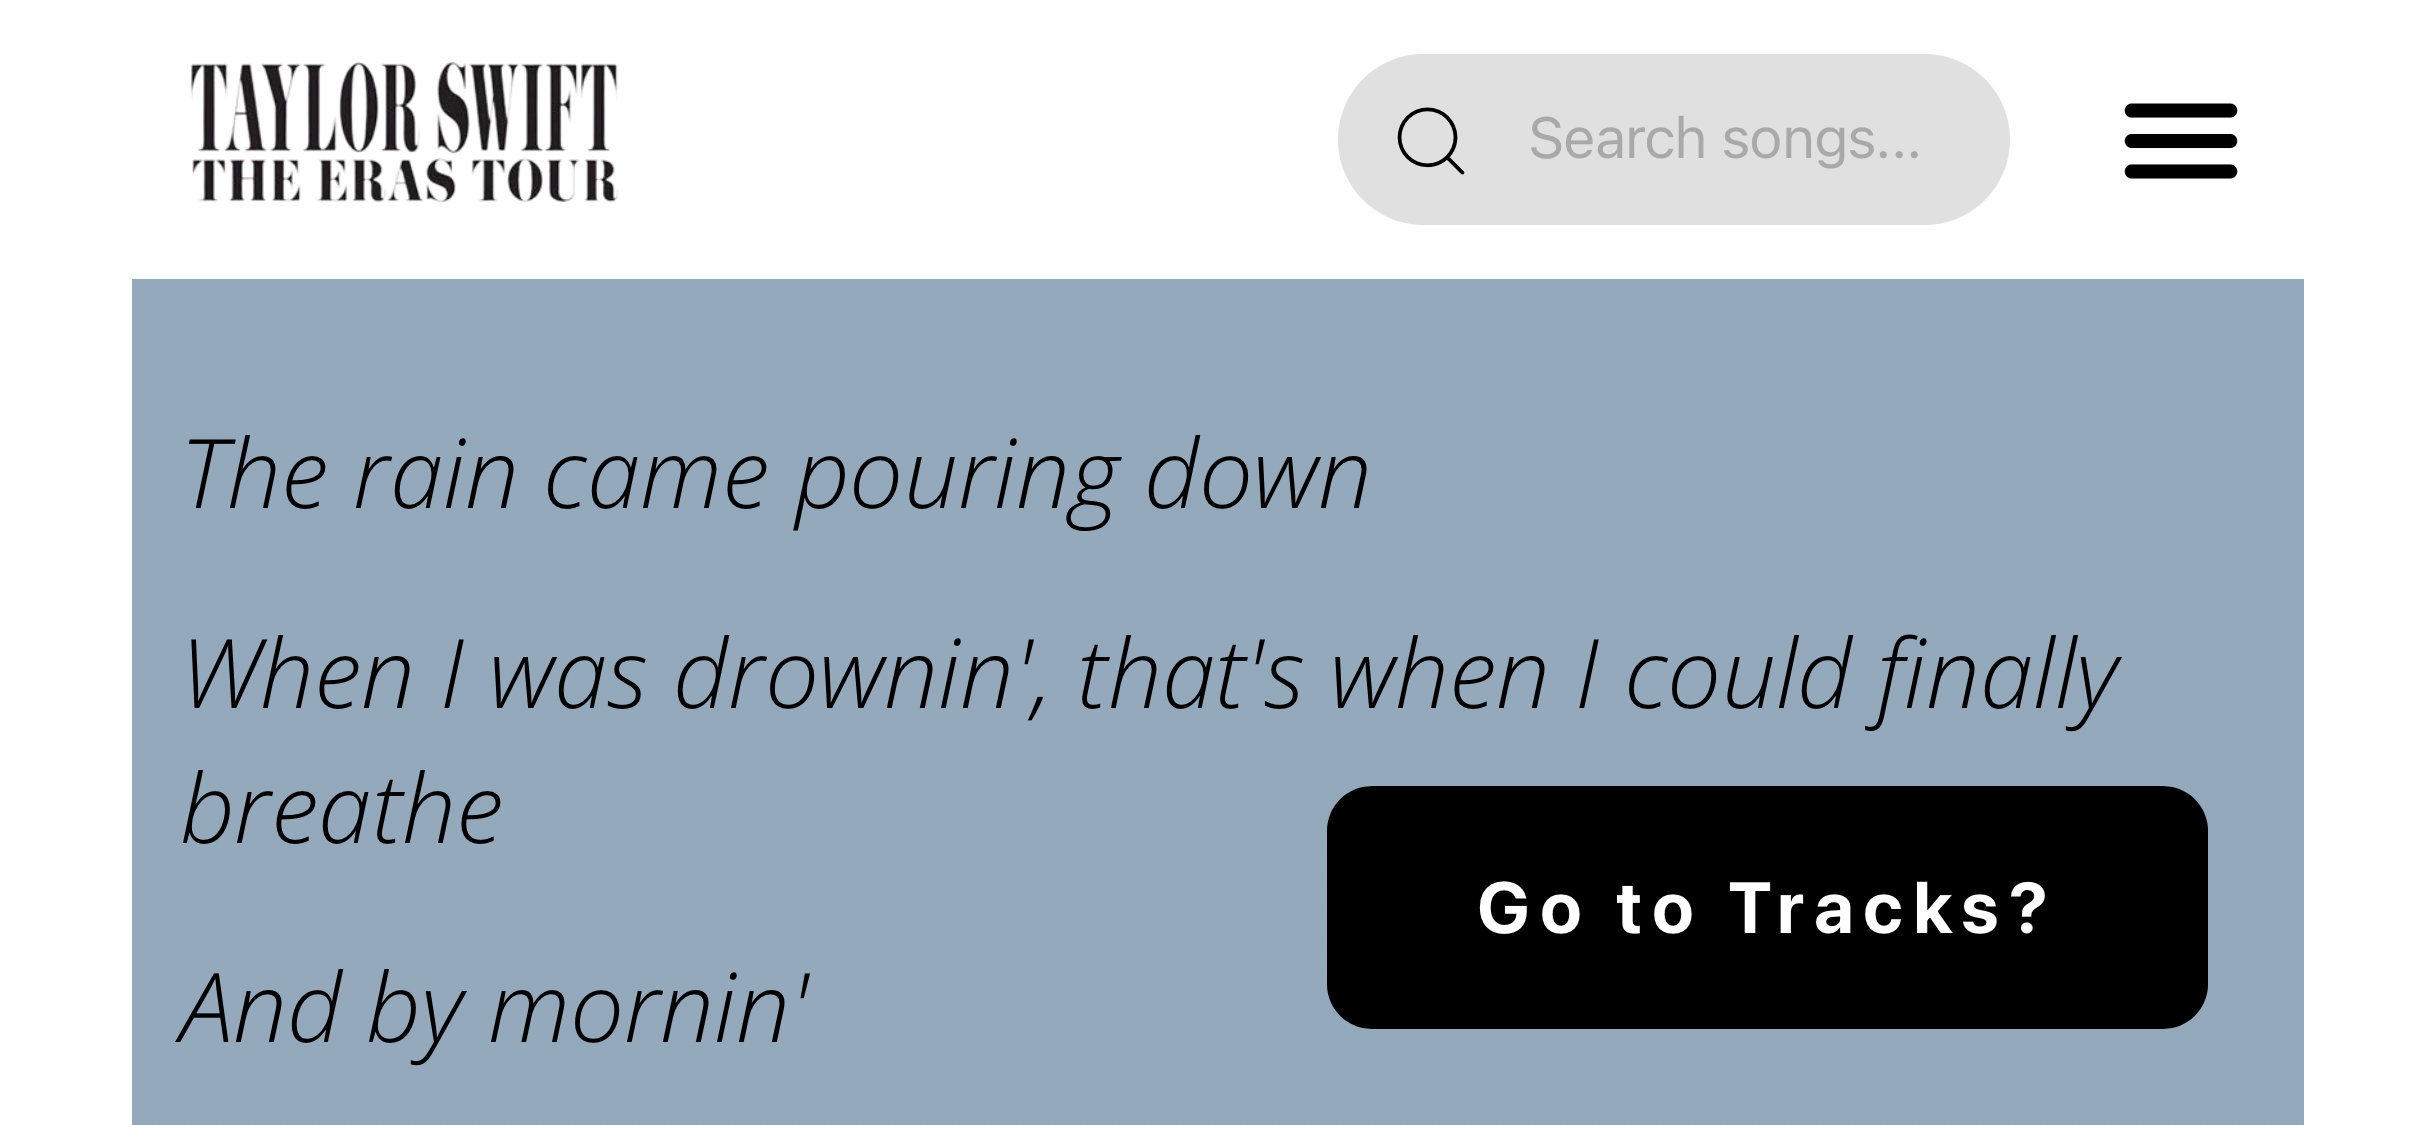 TAYLOR SWIFT
THE ERAS TOUR
Search songs...
The rain came pouring down
When I was drownin', that's when I could finally
breathe
Go to Tracks?
And by mornin'